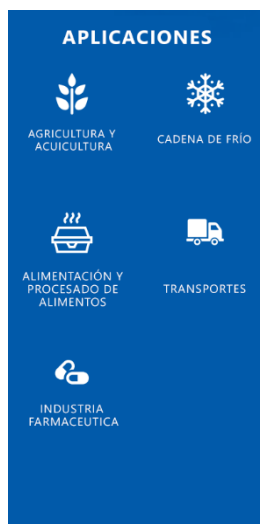 APLICACIONES
AGRICULTURA Y
ACUICULTURA
CADENA DE FRÍO
ALIMENTACIÓN Y
PROCESADO DE
ALIMENTOS
TRANSPORTES
INDUSTRIA
FARMACEUTICA